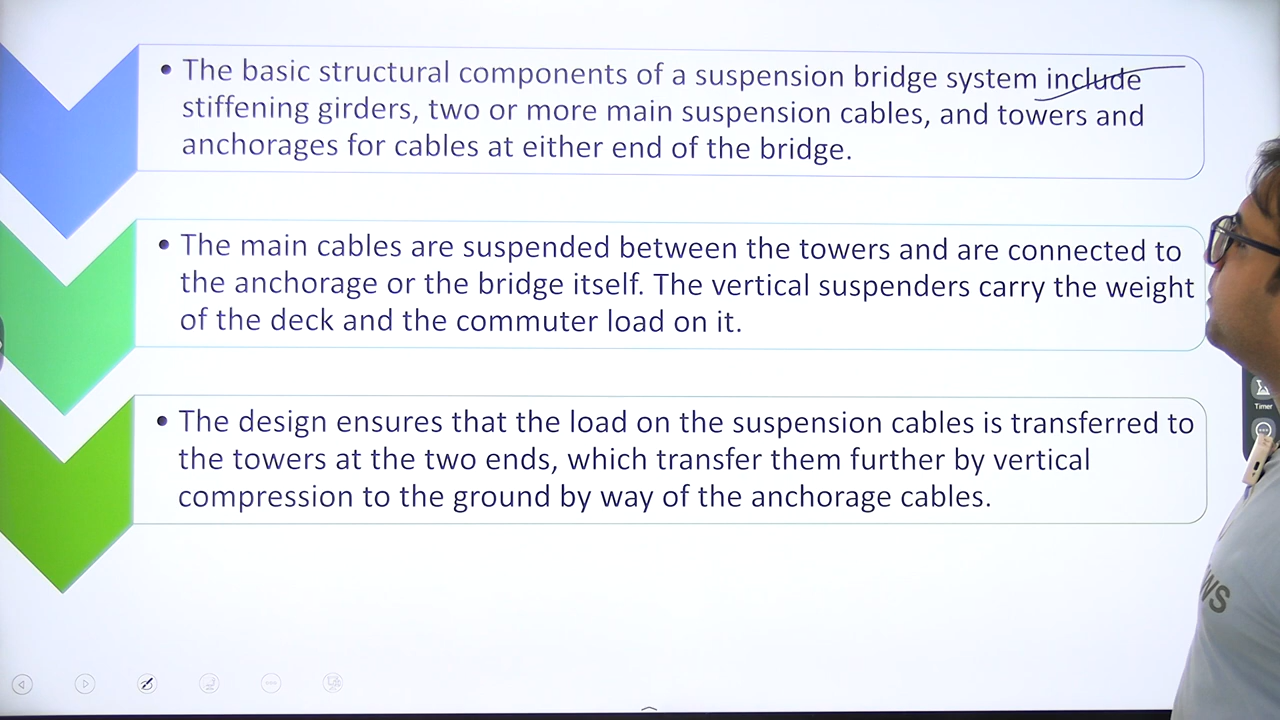 • The basic structural components of a suspension bridge system include
stiffening girders, two or more main suspension cables, and towers and
anchorages for cables at either end of the bridge.
• The main cables are suspended between the towers and are connected to
the anchorage or the bridge itself. The vertical suspenders carry the weight
of the deck and the commuter load on it.
• The design ensures that the load on the suspension cables is transferred to
the towers at the two ends, which transfer them further by vertical
compression to the ground by way of the anchorage cables.
Timer